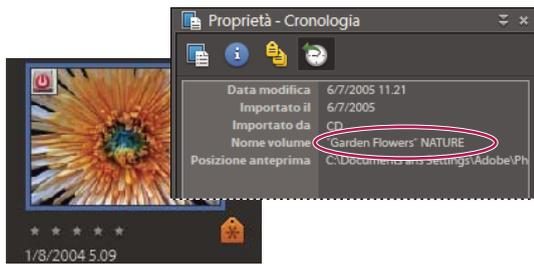 Proprietà - Cronologia
Data modifica 6/7/2005 11.21
Importato il 6/7/2005
Importato da CD
Nome volume "Garden Flowers" NATURE
Posizione anteprima C:\Documents and Settings\Adobe\Ph
1/8/2004 5.09